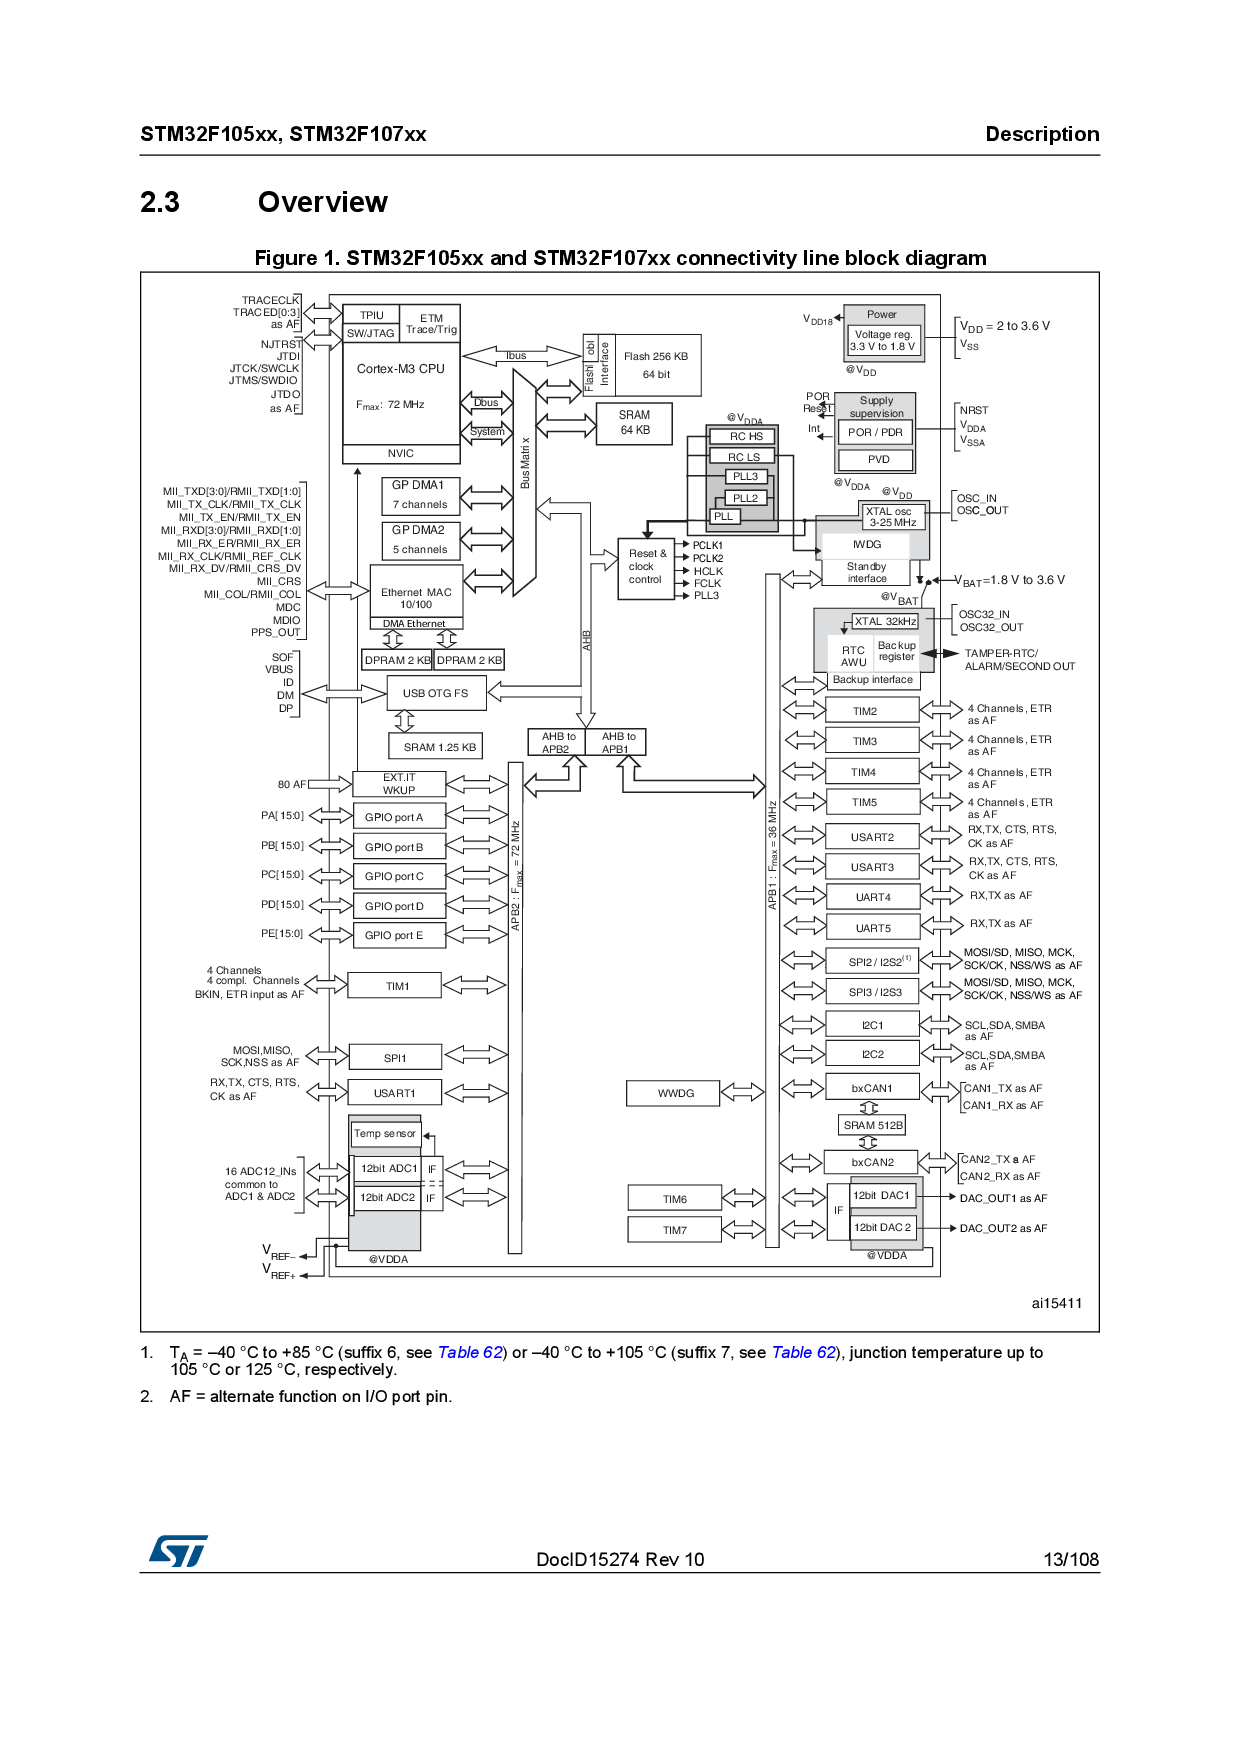 STM32F105xx, STM32F107xx Description
2.3 Overview
Figure 1. STM32F105xx and STM32F107xx connectivity line block diagram
TRACECLK
TRACED[0:3]
as AF
NJTRST
JTDI
JTCK/SWCLK
JTMS/SWDIO
JTDO
as AF
TPIU
SW/JTAG
ETM
Trace/Trig
Cortex-M3 CPU
Fmax: 72 MHz
NVIC
Ibus
Dbus
System
BusMatrix
Flashl obl
Interface
Flash 256 KB
64 bit
SRAM
64 KB
VDD18
Power
Voltage reg.
3.3 V to 1.8 V
@VDD
VDD = 2 to 3.6 V
VSS
POR
Reset
Int
Supply
supervision
POR / PDR
PVD
@VDDA
NRST
VDDA
VSSA
@VDDA
RC HS
RC LS
PLL3
PLL2
PLL
@VDD
XTAL osc
3-25 MHz
IWDG
Standby
interface
OSC_IN
OSC_OUT
VBAT=1.8 V to 3.6 V
@VBAT
GP DMA1
7 channels
GP DMA2
5 channels
MII_TXD[3:0]/RMII_TXD[1:0]
MII_TX_CLK/RMII_TX_CLK
MII_TX_EN/RMII_TX_EN
MII_RXD[3:0]/RMII_RXD[1:0]
MII_RX_ER/RMII_RX_ER
MII_RX_CLK/RMII_REF_CLK
MII_RX_DV/RMII_CRS_DV
MII_CRS
MII_COL/RMII_COL
MDC
MDIO
PPS_OUT
Ethernet MAC
10/100
DMA Ethernet
DPRAM 2 KB DPRAM 2 KB
Reset &
clock
control
PCLK1
PCLK2
HCLK
FCLK
PLL3
AHB
XTAL 32kHz
RTC
AWU
Backup
register
Backup interface
OSC32_IN
OSC32_OUT
TAMPER-RTC/
ALARM/SECOND OUT
SOF
VBUS
ID
DM
DP
USB OTG FS
SRAM 1.25 KB
AHB to
APB2
AHB to
APB1
80 AF
EXT.IT
WKUP
PA[15:0]
GPIO port A
PB[15:0]
GPIO port B
PC[15:0]
GPIO port C
PD[15:0]
GPIO port D
PE[15:0]
GPIO port E
APB2 : Fmax = 72 MHz
APB1 : Fmax = 36 MHz
4 Channels
4 compl. Channels
BKIN, ETR input as AF
TIM1
MOSI,MISO,
SCK,NSS as AF
SPI1
RX,TX, CTS, RTS,
CK as AF
USART1
Temp sensor
16 ADC12_INs
common to
ADC1 & ADC2
12bit ADC1 IF
12bit ADC2 IF
VREF–
VREF+
@VDDA
TIM2
4 Channels, ETR
as AF
TIM3
4 Channels, ETR
as AF
TIM4
4 Channels, ETR
as AF
TIM5
4 Channels, ETR
as AF
USART2
RX,TX, CTS, RTS,
CK as AF
USART3
RX,TX, CTS, RTS,
CK as AF
UART4
RX,TX as AF
UART5
RX,TX as AF
SPI2 / I2S2(1)
MOSI/SD, MISO, MCK,
SCK/CK, NSS/WS as AF
SPI3 / I2S3
MOSI/SD, MISO, MCK,
SCK/CK, NSS/WS as AF
I2C1
SCL,SDA,SMBA
as AF
I2C2
SCL,SDA,SMBA
as AF
WWDG
bxCAN1
CAN1_TX as AF
CAN1_RX as AF
SRAM 512B
bxCAN2
CAN2_TX as AF
CAN2_RX as AF
TIM6
TIM7
IF
12bit DAC1
12bit DAC 2
DAC_OUT1 as AF
DAC_OUT2 as AF
@VDDA
ai15411
1. TA = –40 °C to +85 °C (suffix 6, see Table 62) or –40 °C to +105 °C (suffix 7, see Table 62), junction temperature up to
105 °C or 125 °C, respectively.
2. AF = alternate function on I/O port pin.
ST
DocID15274 Rev 10
13/108